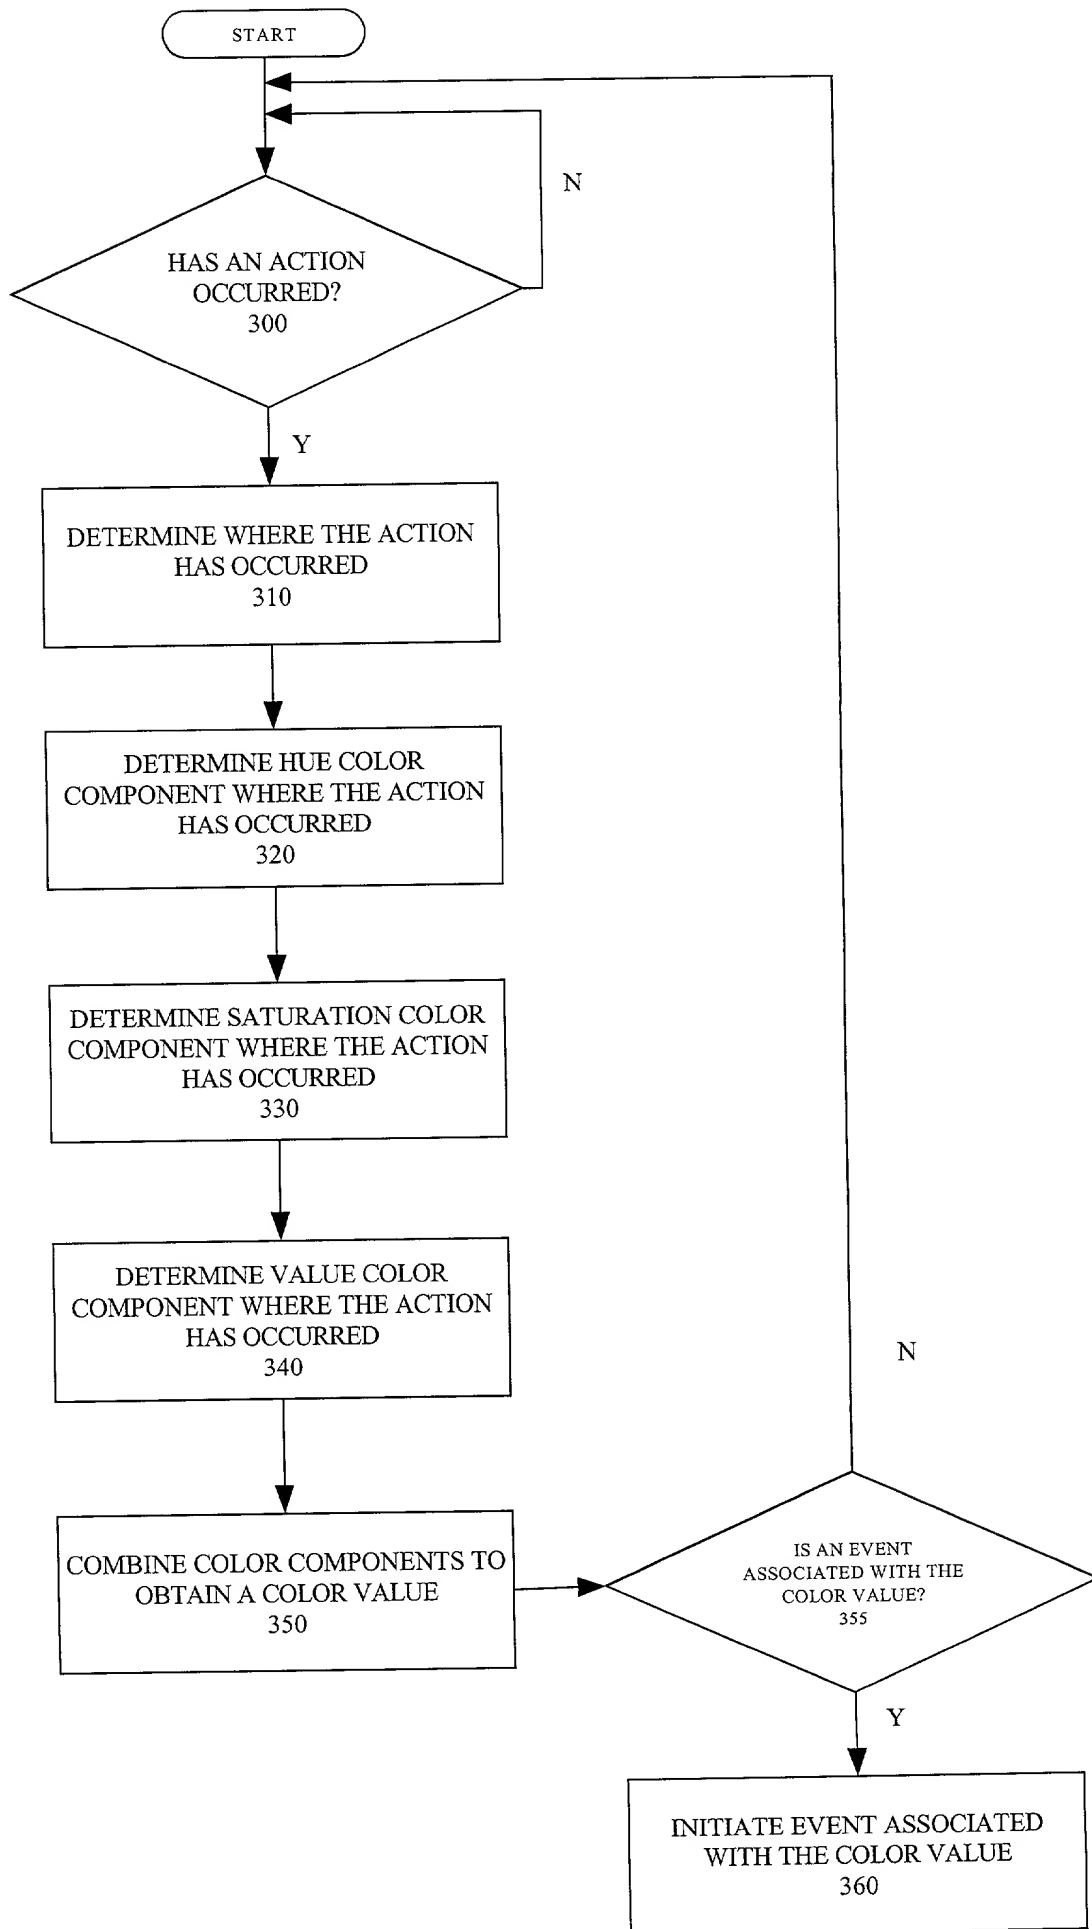 START
N
HAS AN ACTION
OCCURRED?
300
Y
DETERMINE WHERE THE ACTION
HAS OCCURRED
310
DETERMINE HUE COLOR
COMPONENT WHERE THE ACTION
HAS OCCURRED
320
DETERMINE SATURATION COLOR
COMPONENT WHERE THE ACTION
HAS OCCURRED
330
DETERMINE VALUE COLOR
COMPONENT WHERE THE ACTION
HAS OCCURRED
340
COMBINE COLOR COMPONENTS TO
OBTAIN A COLOR VALUE
350
N
IS AN EVENT
ASSOCIATED WITH THE
COLOR VALUE?
355
Y
INITIATE EVENT ASSOCIATED
WITH THE COLOR VALUE
360